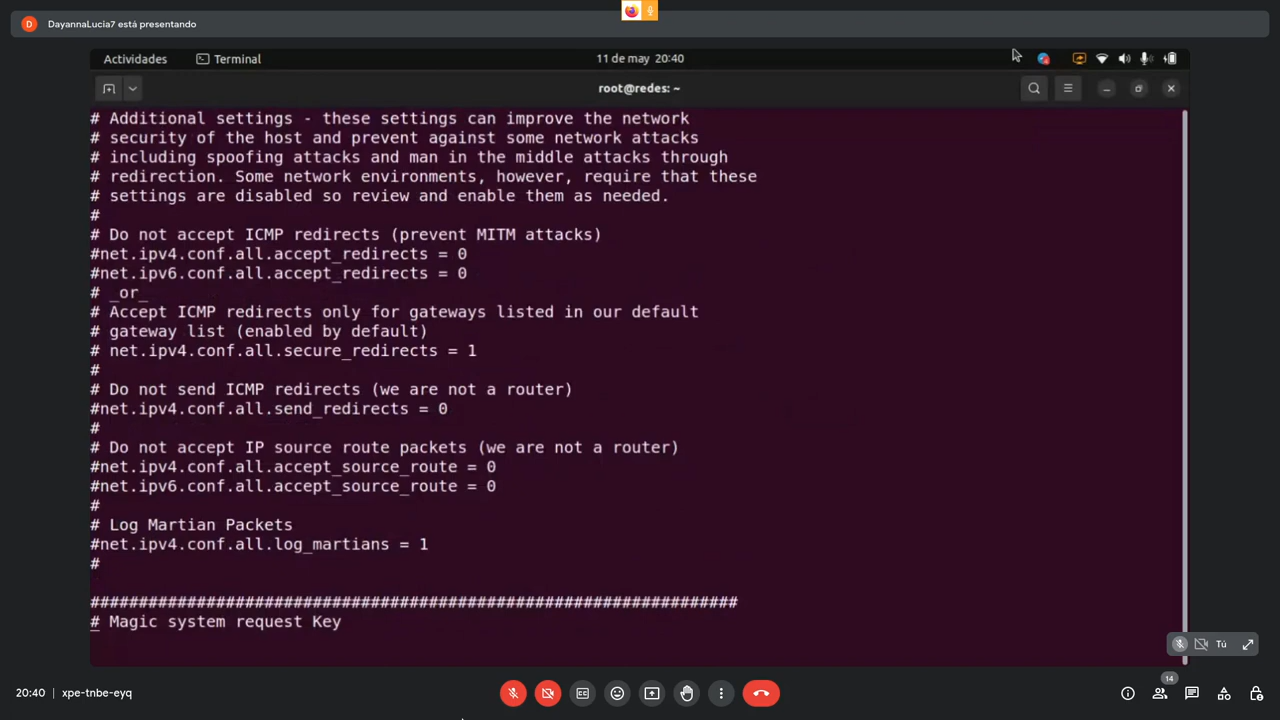 D DayannaLucia7 está presentando
Actividades Terminal 11 de may 20:40
root@redes: ~
# Additional settings - these settings can improve the network
# security of the host and prevent against some network attacks
# including spoofing attacks and man in the middle attacks through
# redirection. Some network environments, however, require that these
# settings are disabled so review and enable them as needed.
#
# Do not accept ICMP redirects (prevent MITM attacks)
#net.ipv4.conf.all.accept_redirects = 0
#net.ipv6.conf.all.accept_redirects = 0
# _or_
# Accept ICMP redirects only for gateways listed in our default
# gateway list (enabled by default)
# net.ipv4.conf.all.secure_redirects = 1
#
# Do not send ICMP redirects (we are not a router)
#net.ipv4.conf.all.send_redirects = 0
#
# Do not accept IP source route packets (we are not a router)
#net.ipv4.conf.all.accept_source_route = 0
#net.ipv6.conf.all.accept_source_route = 0
#
# Log Martian Packets
#net.ipv4.conf.all.log_martians = 1
#
###################################################################
# Magic system request Key
Tú
20:40 | xpe-tnbe-eyq
14